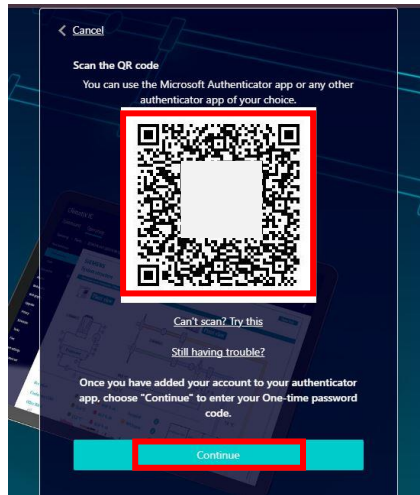 Cancel
Scan the QR code
You can use the Microsoft Authenticator app or any other
authenticator app of your choice.
Can't scan? Try this
Still having trouble?
Once you have added your account to your authenticator
app, choose "Continue" to enter your One-time password
code.
Continue